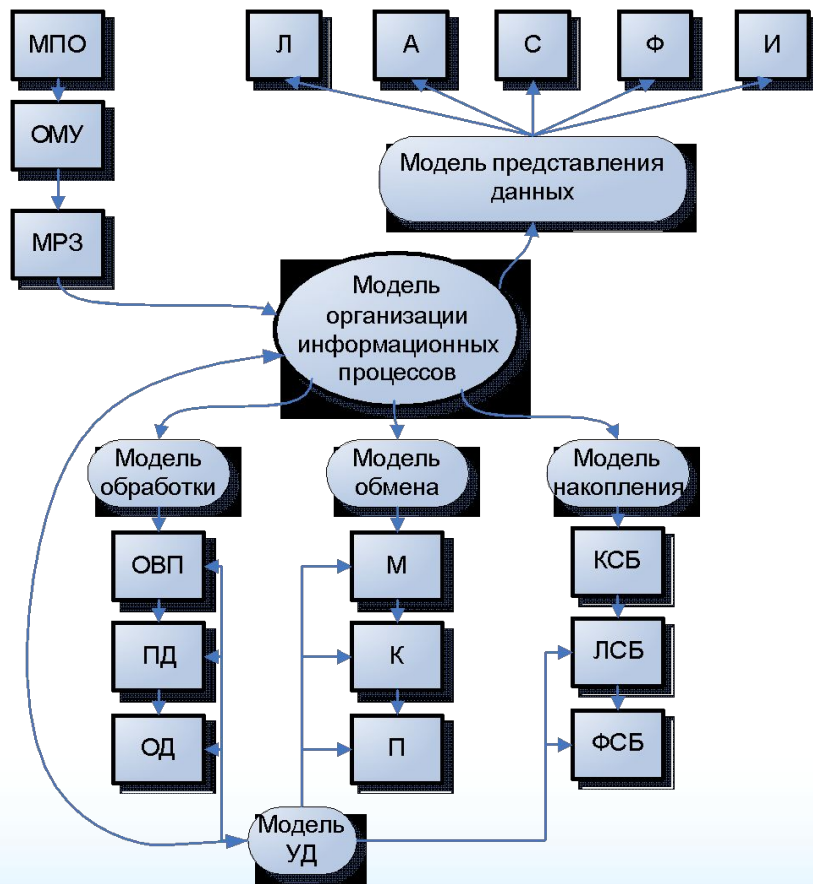 МПО
Л
А
С
Ф
И
ОМУ
Модель представления
данных
МРЗ
Модель
организации
информационных
процессов
Модель
обработки
Модель
обмена
Модель
накопления
ОВП
М
КСБ
ПД
К
ЛСБ
ОД
П
ФСБ
Модель
УД